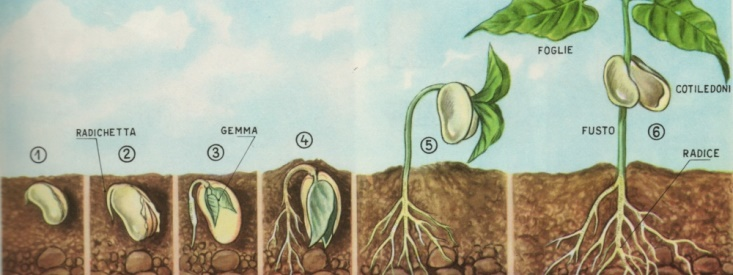 FOGLIE
COTILEDONI
RADICHETTA
GEMMA
FUSTO
RADICE
1
2
3
4
5
6